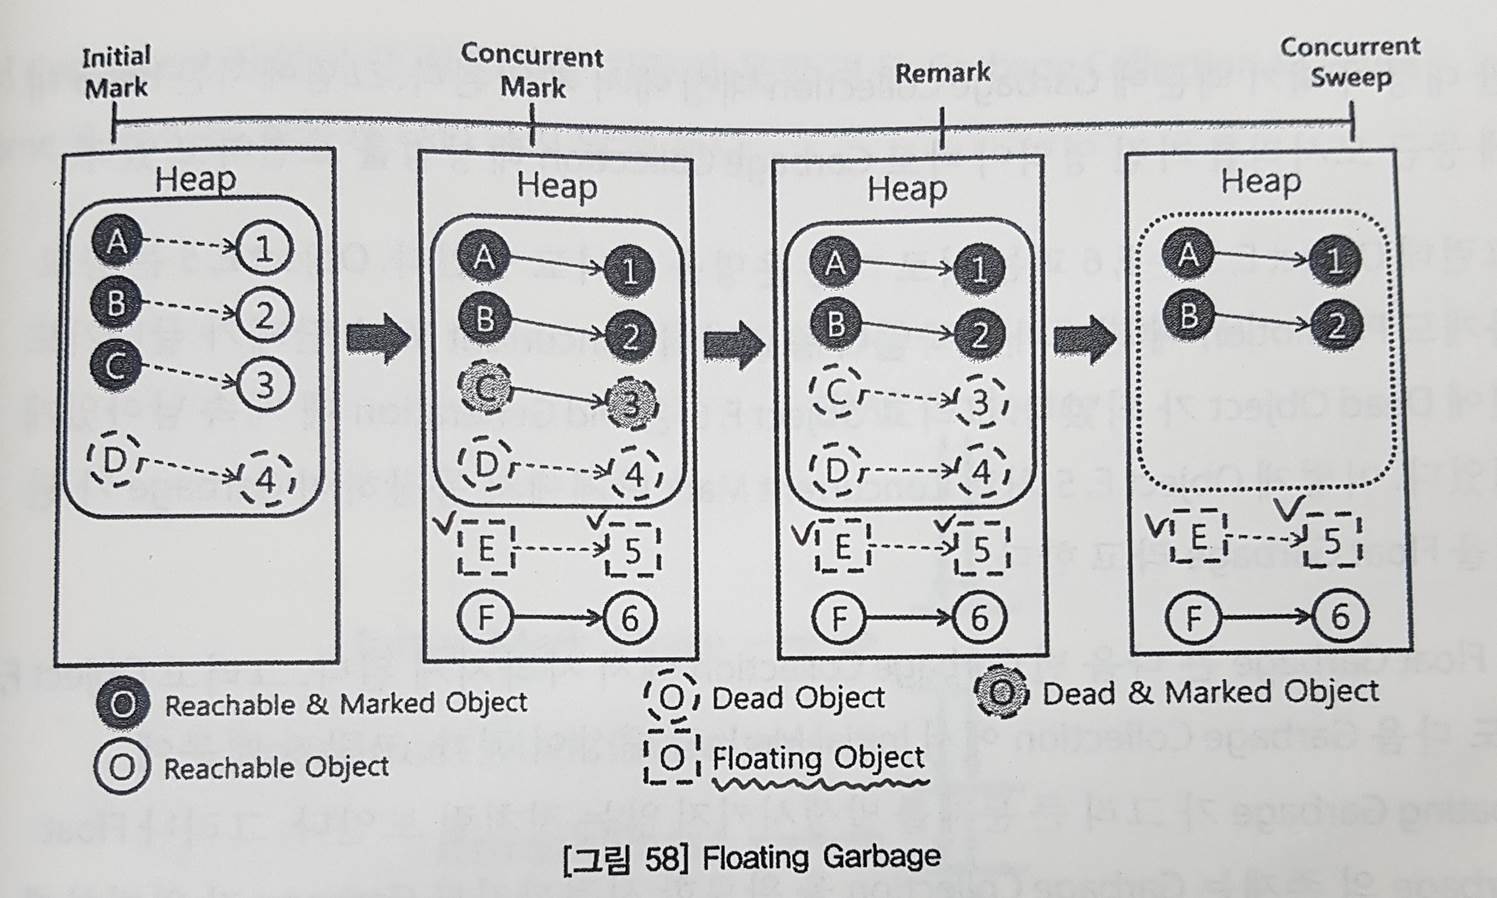 Initial
Mark
Concurrent
Mark
Remark
Concurrent
Sweep
Heap
A 1
B 2
C 3
D 4
Heap
A 1
B 2
C 3
D 4
E 5
F 6
Heap
A 1
B 2
C 3
D 4
E 5
F 6
Heap
A 1
B 2
E 5
F 6
O Reachable & Marked Object
O Reachable Object
O Dead Object
O Floating Object
O Dead & Marked Object
[그림 58] Floating Garbage